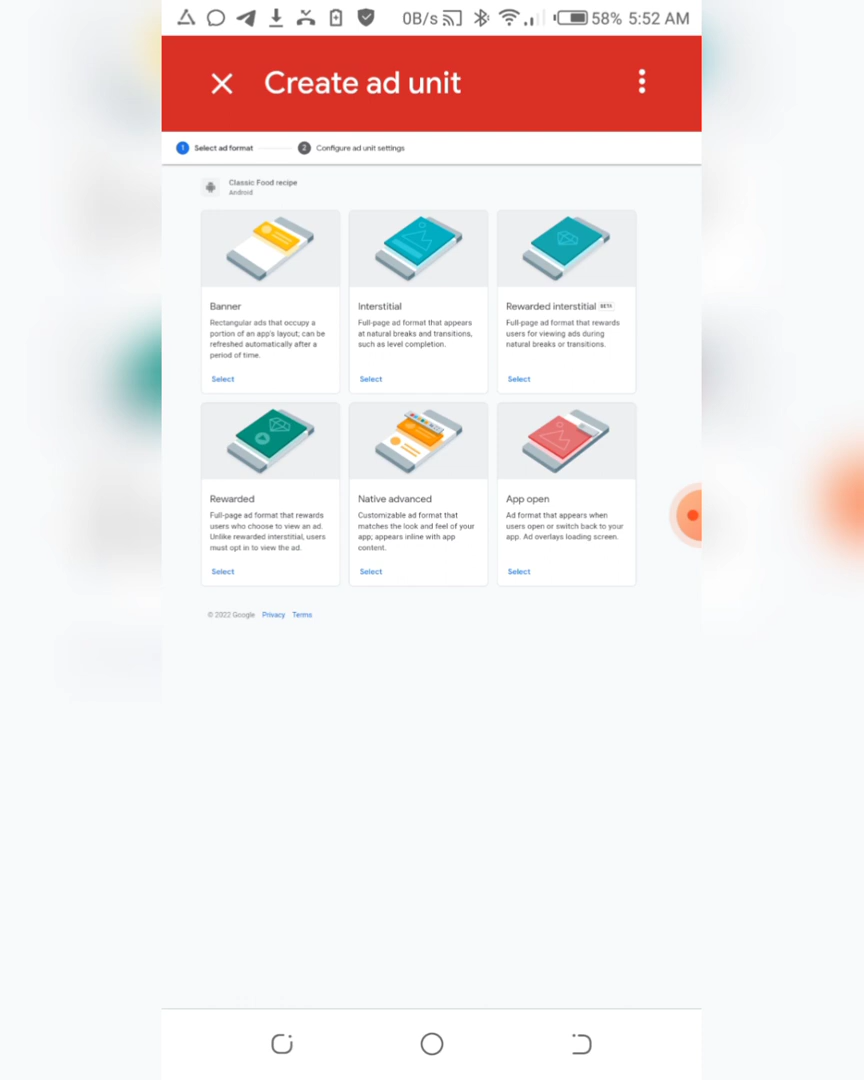 0B/s 58% 5:52 AM
Create ad unit
1 Select ad format 2 Configure ad unit settings
Classic Food recipe
Android
Banner
Rectangular ads that occupy a
portion of an app's layout; can be
refreshed automatically after a
period of time.
Select
Interstitial
Full-page ad format that appears
at natural breaks and transitions,
such as level completion.
Select
Rewarded interstitial BETA
Full-page ad format that rewards
users for viewing ads during
natural breaks or transitions.
Select
Rewarded
Full-page ad format that rewards
users who choose to view an ad.
Unlike rewarded interstitial, users
must opt in to view the ad.
Select
Native advanced
Customizable ad format that
matches the look and feel of your
app; appears inline with app
content.
Select
App open
Ad format that appears when
users open or switch back to your
app. Ad overlays loading screen.
Select
© 2022 Google Privacy Terms